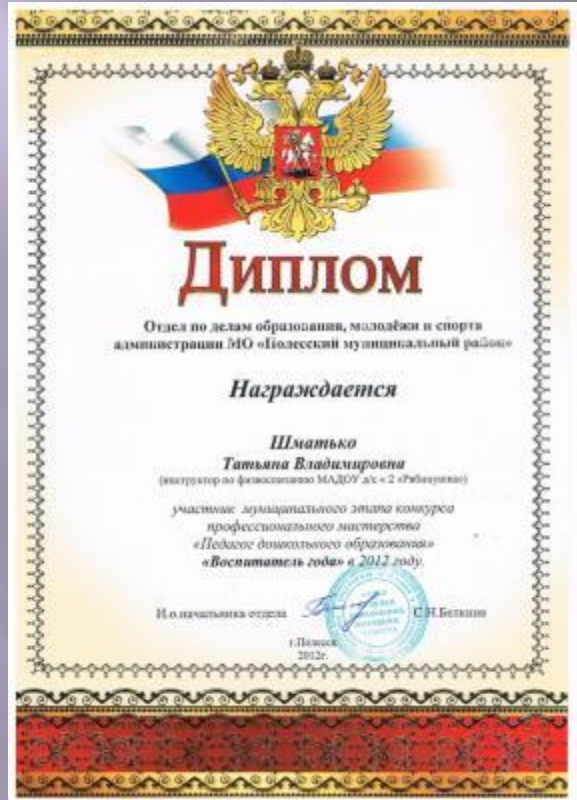 Диплом
Отдел по делам образования, молодёжи и спорта
администрации МО «Полесский муниципальный район»
Награждается
Шматько
Татьяна Владимировна
(инструктор по физвоспитанию МАДОУ д/с « 2 «Рябинушка»)
участник муниципального этапа конкурса
профессионального мастерства
«Педагог дошкольного образования»
«Воспитатель года» в 2012 году.
И.о.начальника отдела С.Н.
г.Полесск
2012г.